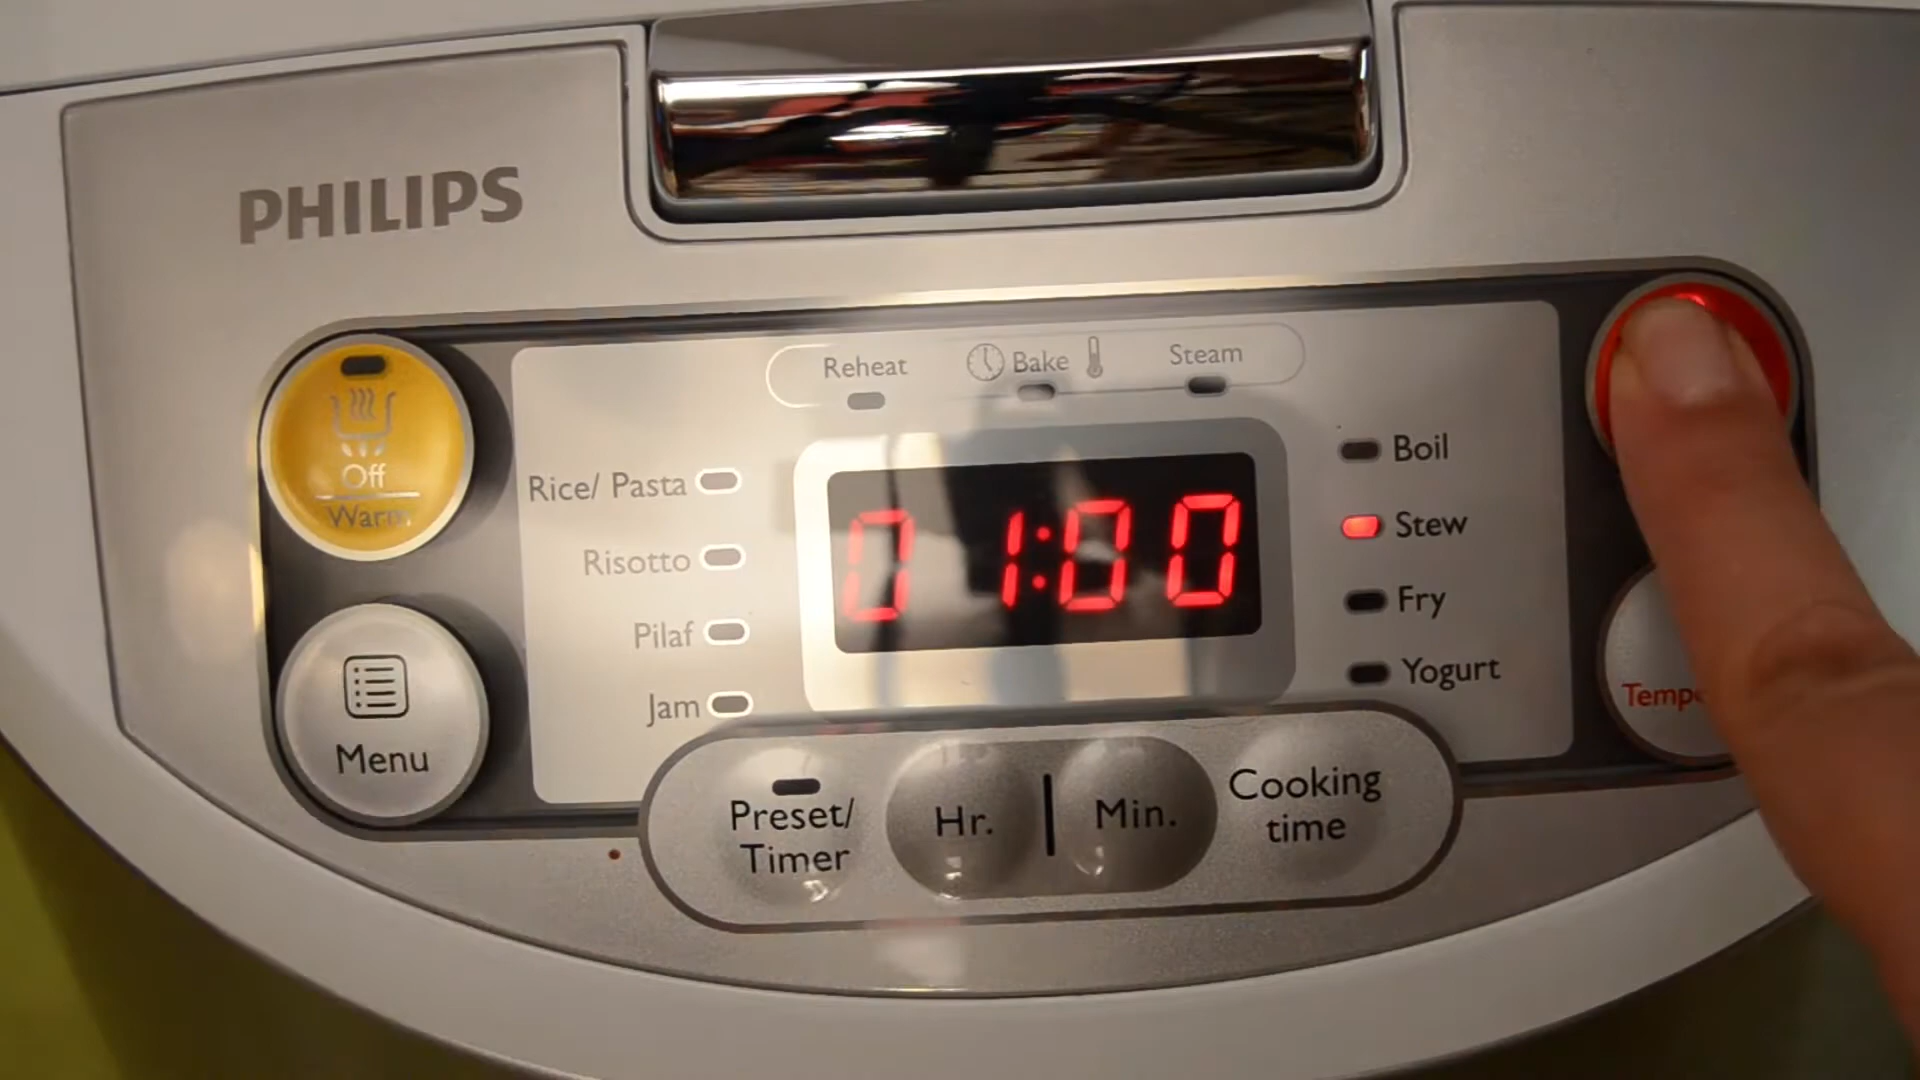 PHILIPS
Reheat
Bake
Steam
Off
Warm
Menu
Rice/ Pasta
Risotto
Pilaf
Jam
01:00
Boil
Stew
Fry
Yogurt
Preset/
Timer
Hr.
Min.
Cooking
time